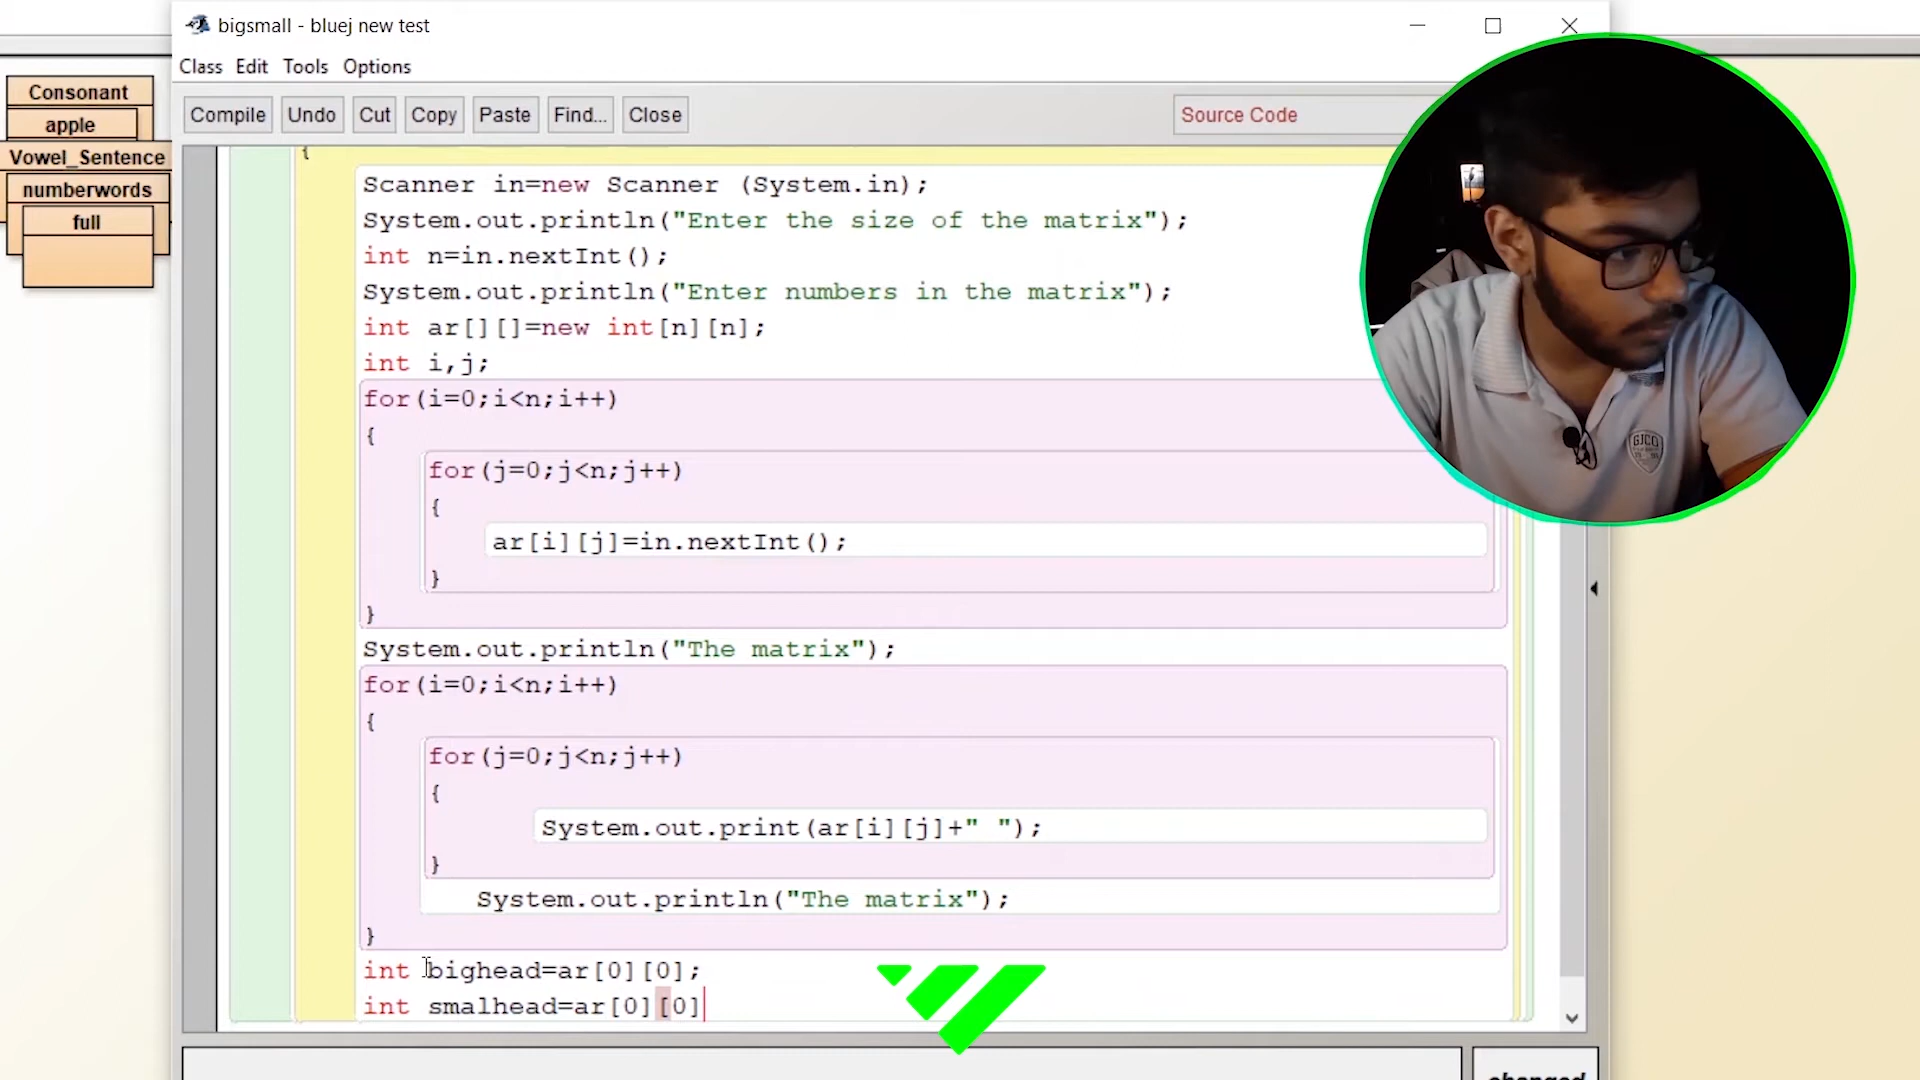 bigsmall - bluej new test
Class Edit Tools Options
Compile Undo Cut Copy Paste Find... Close
Source Code
Consonant
apple
Vowel_Sentence
numberwords
full
{
Scanner in=new Scanner (System.in);
System.out.println("Enter the size of the matrix");
int n=in.nextInt();
System.out.println("Enter numbers in the matrix");
int ar[][]=new int[n][n];
int i,j;
for(i=0;i<n;i++)
{
for(j=0;j<n;j++)
{
ar[i][j]=in.nextInt();
}
}
System.out.println("The matrix");
for(i=0;i<n;i++)
{
for(j=0;j<n;j++)
{
System.out.print(ar[i][j]+" ");
}
System.out.println("The matrix");
}
int bighead=ar[0][0];
int smalhead=ar[0][0]
changed
GJCO